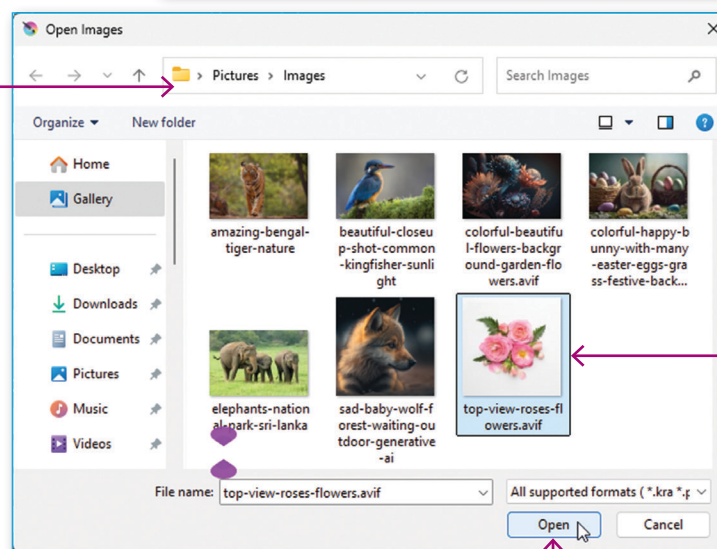 Open Images
Pictures > Images
Search Images
Organize
New folder
Home
Gallery
Desktop
Downloads
Documents
Pictures
Music
Videos
amazing-bengal-
tiger-nature
beautiful-closeu
p-shot-common
-kingfisher-sunli
ght
colorful-beautifu
l-flowers-backgr
ound-garden-flo
wers.avif
colorful-happy-b
unny-with-many
-easter-eggs-gra
ss-festive-back...
elephants-nation
al-park-sri-lanka
sad-baby-wolf-f
orest-waiting-ou
tdoor-generative
-ai
top-view-roses-fl
owers.avif
File name: top-view-roses-flowers.avif
All supported formats ( *.kra *.p
Open
Cancel